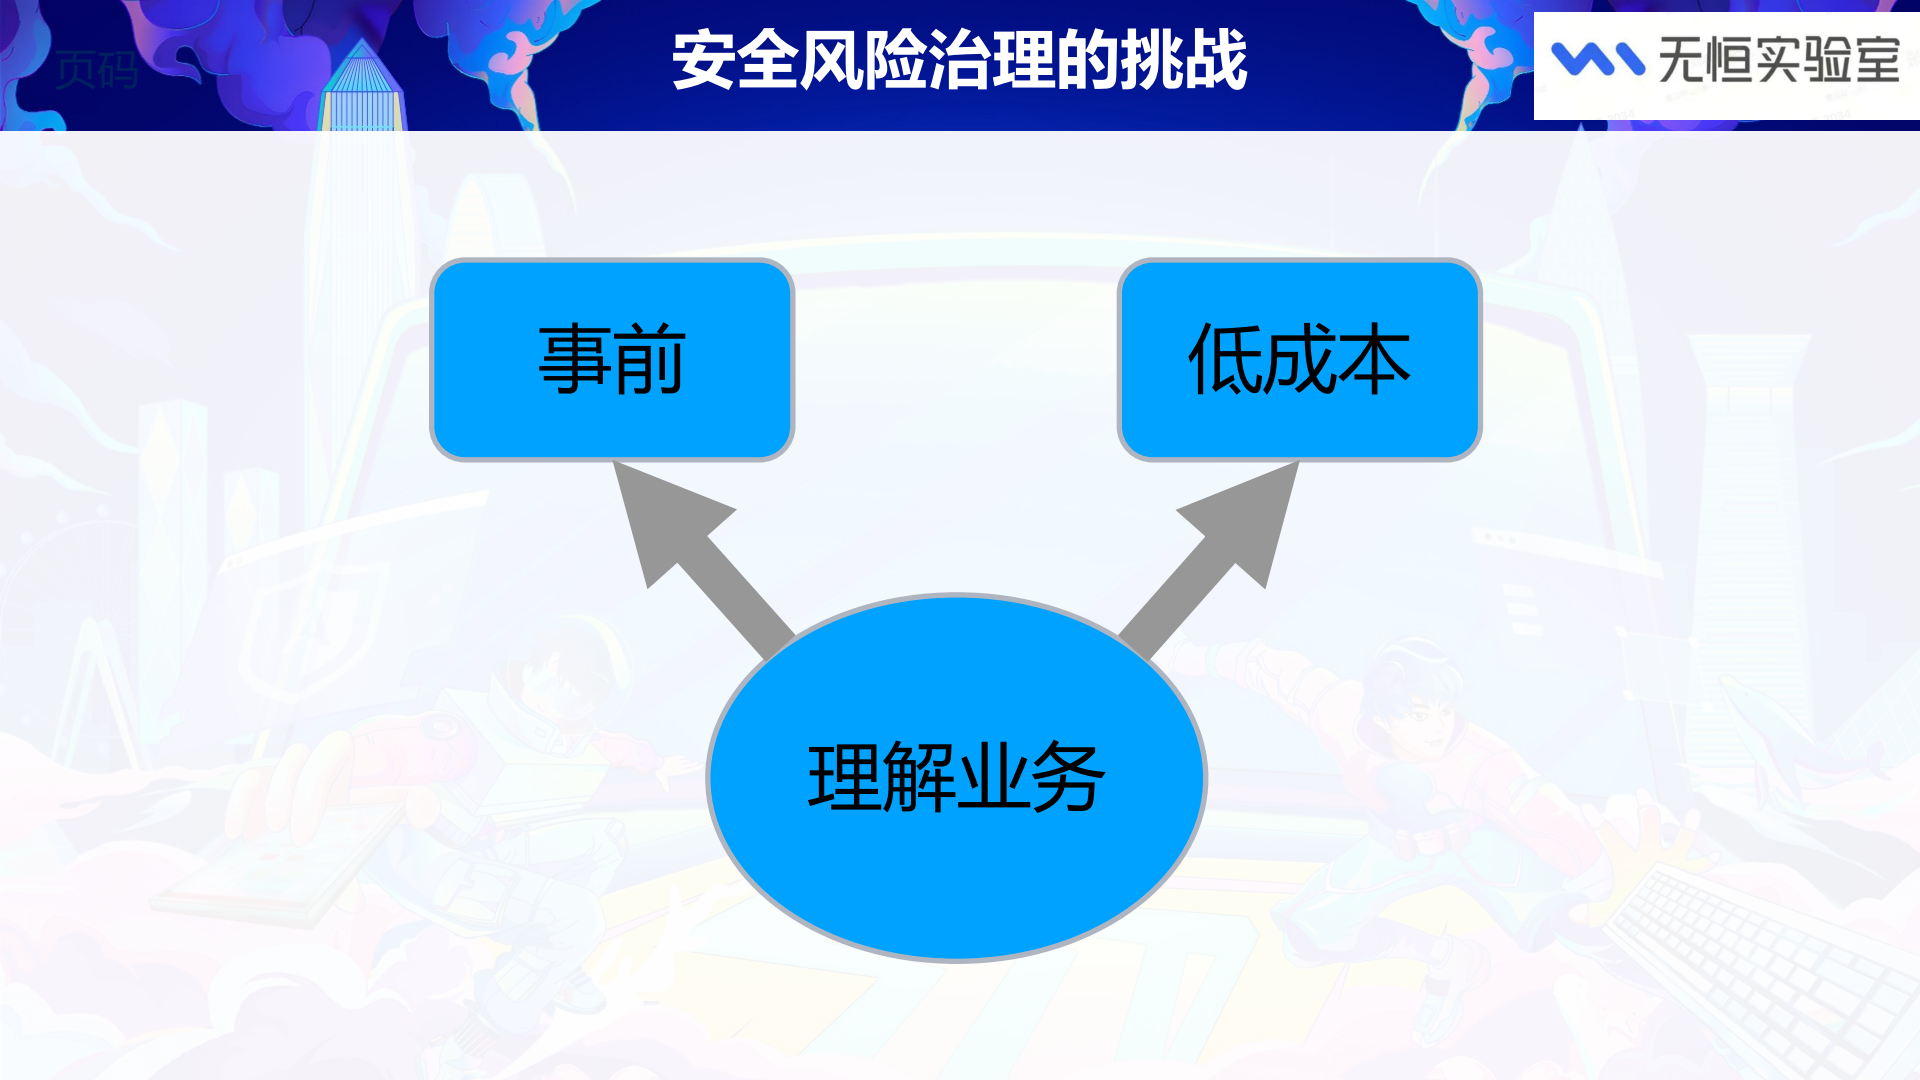 页码
安全风险治理的挑战
无恒实验室
事前
低成本
理解业务